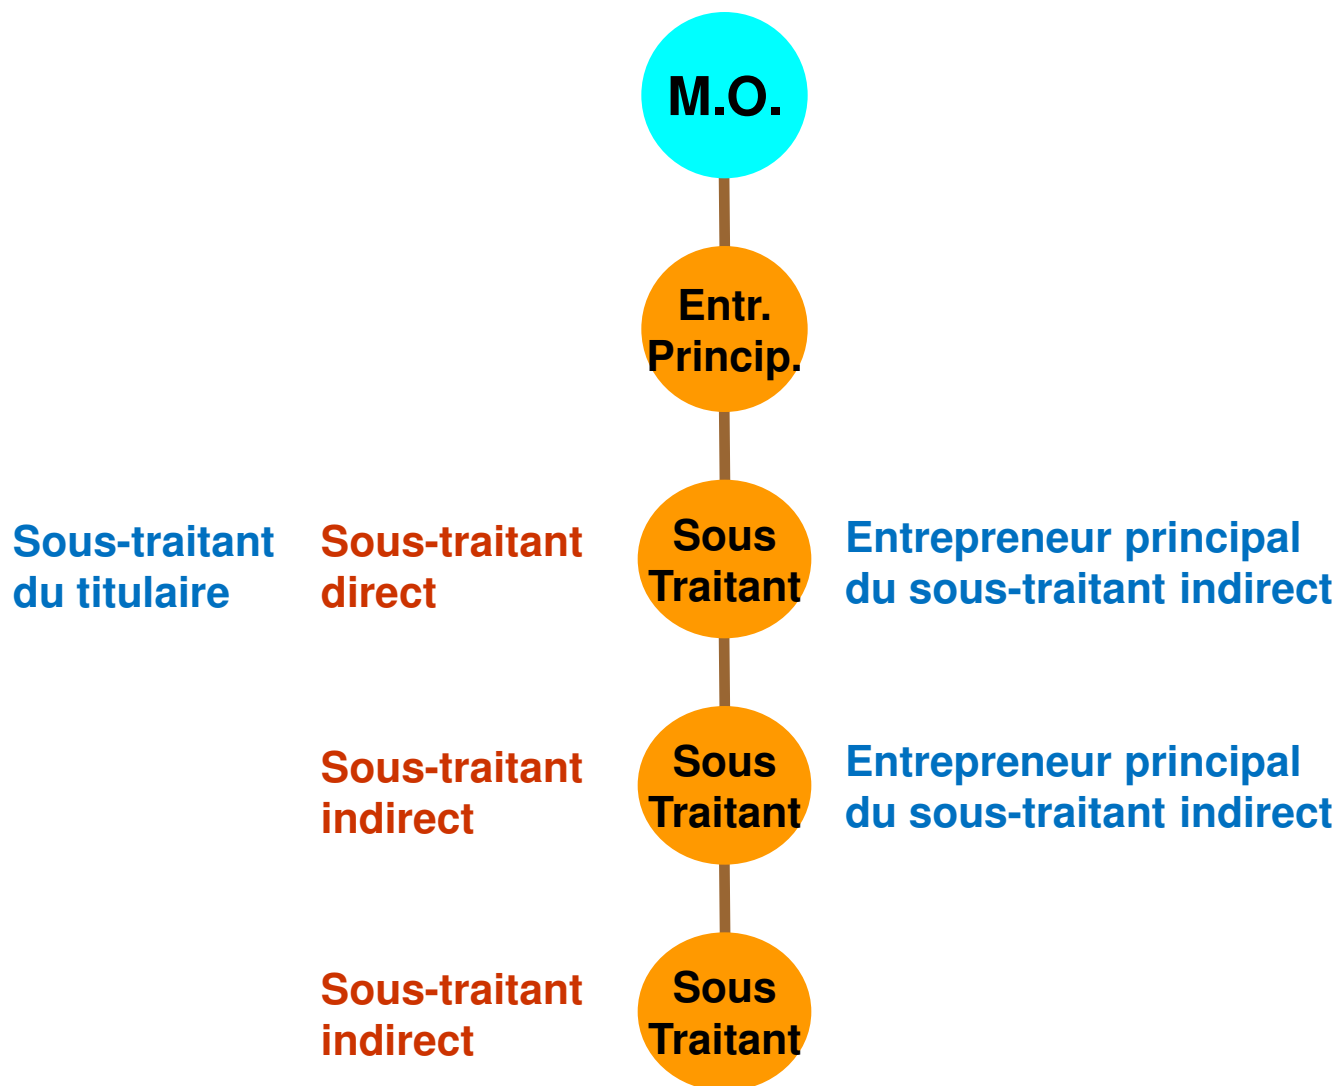 M.O.
Entr.
Princip.
Sous-traitant
du titulaire
Sous-traitant
direct
Sous
Traitant
Entrepreneur principal
du sous-traitant indirect
Sous-traitant
indirect
Sous
Traitant
Entrepreneur principal
du sous-traitant indirect
Sous-traitant
indirect
Sous
Traitant